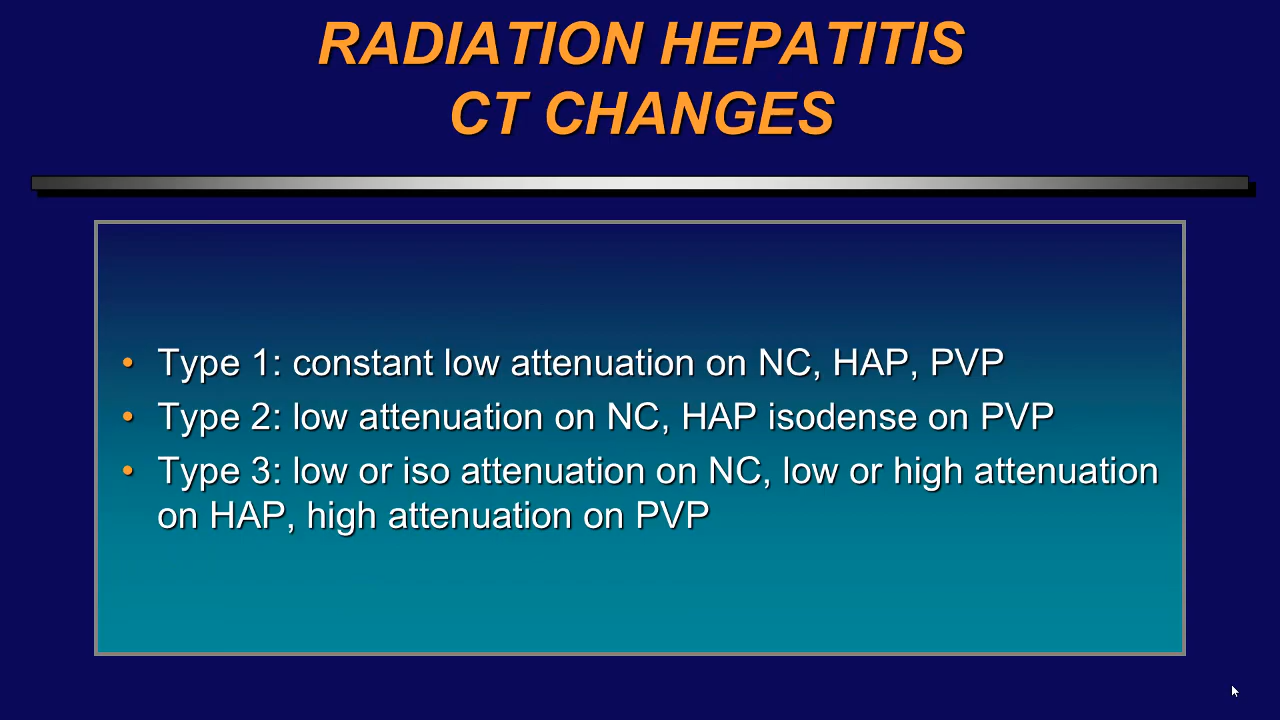 RADIATION HEPATITIS
CT CHANGES
• Type 1: constant low attenuation on NC, HAP, PVP
• Type 2: low attenuation on NC, HAP isodense on PVP
• Type 3: low or iso attenuation on NC, low or high attenuation
on HAP, high attenuation on PVP